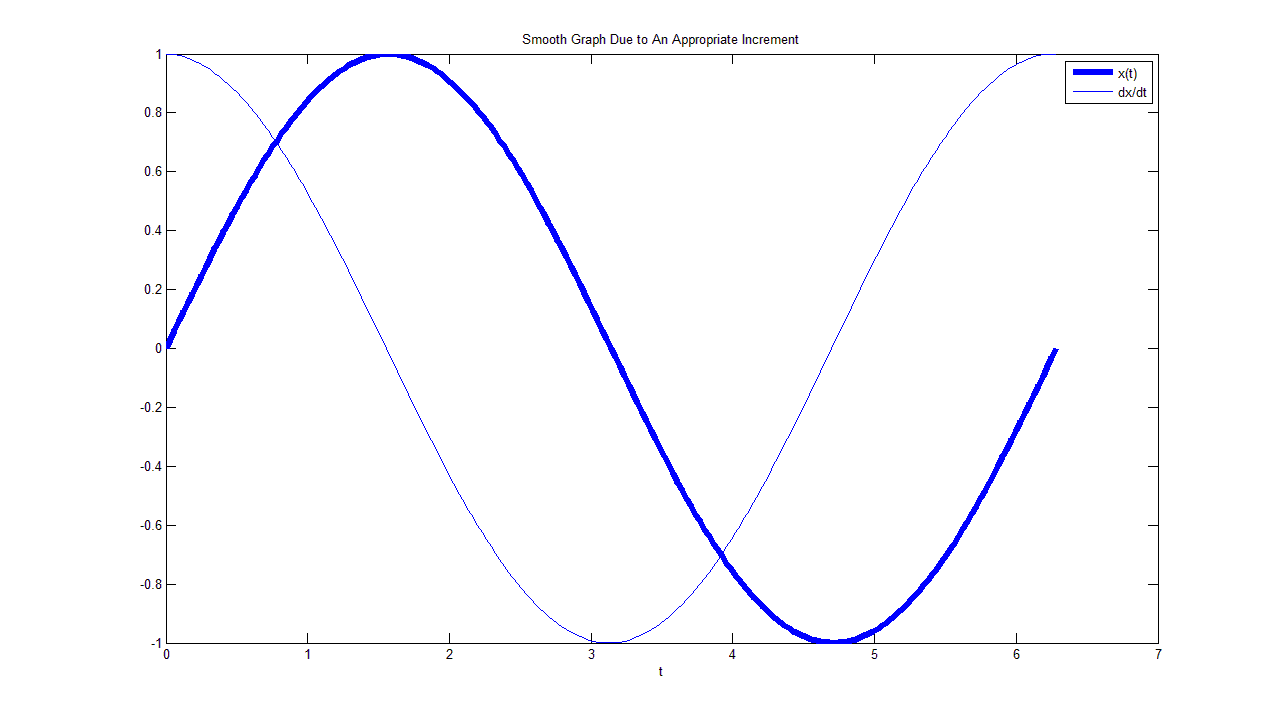 Smooth Graph Due to An Appropriate Increment
1
0.8
0.6
0.4
0.2
0
-0.2
-0.4
-0.6
-0.8
-1
x(t)
dx/dt
0 1 2 3 4 5 6 7
t